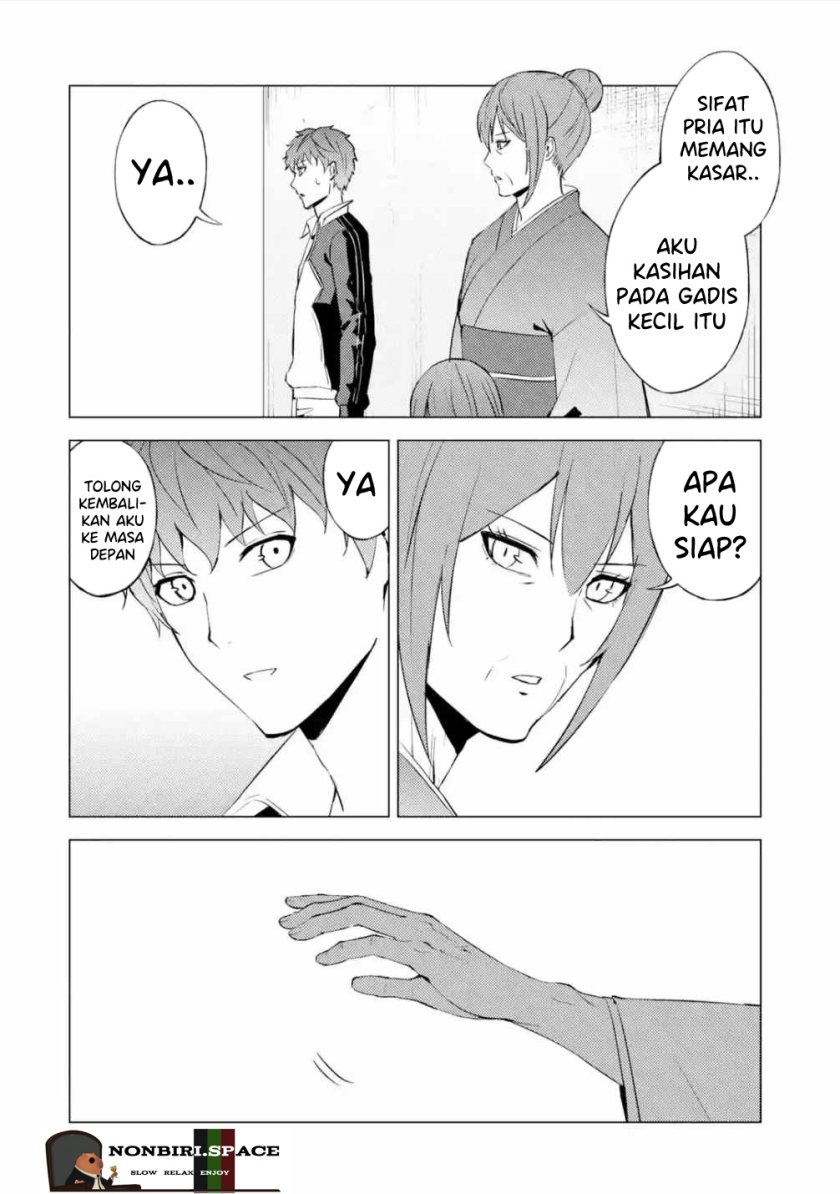 SIFAT
PRIA ITU
MEMANG
KASAR..
AKU
KASIHAN
PADA GADIS
KECIL ITU
YA..
APA
KAU
SIAP?
YA
TOLONG
KEMBALI-
KAN AKU
KE MASA
DEPAN
NONBIRI.SPACE
SLOW RELAX ENJOY